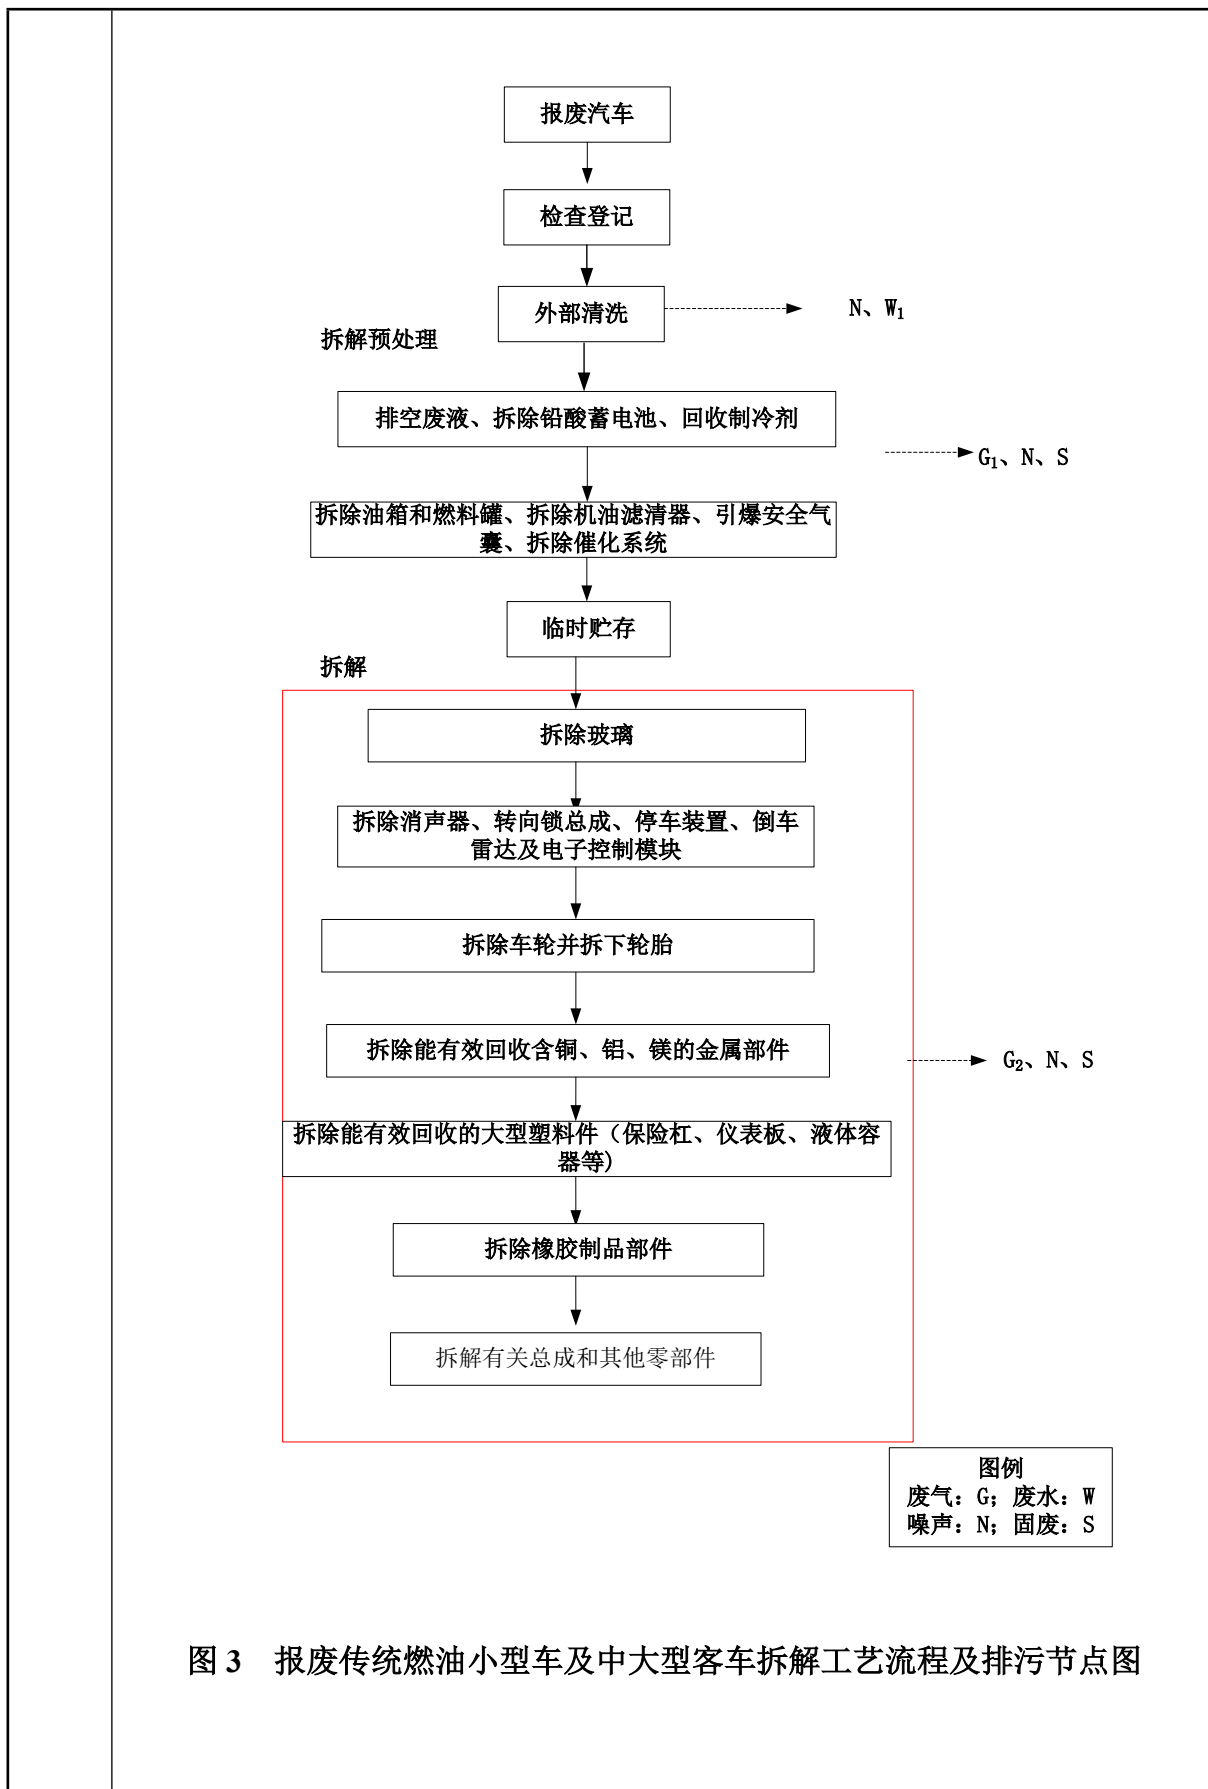 报废汽车
检查登记
外部清洗
N、W₁
拆解预处理
排空废液、拆除铅酸蓄电池、回收制冷剂
G₁、N、S
拆除油箱和燃料罐、拆除机油滤清器、引爆安全气
囊、拆除催化系统
临时贮存
拆解
拆除玻璃
拆除消声器、转向锁总成、停车装置、倒车
雷达及电子控制模块
拆除车轮并拆下轮胎
拆除能有效回收含铜、铝、镁的金属部件
G₂、N、S
拆除能有效回收的大型塑料件（保险杠、仪表板、液体容
器等)
拆除橡胶制品部件
拆解有关总成和其他零部件
图例
废气：G；废水：W
噪声：N；固废：S
图 3 报废传统燃油小型车及中大型客车拆解工艺流程及排污节点图